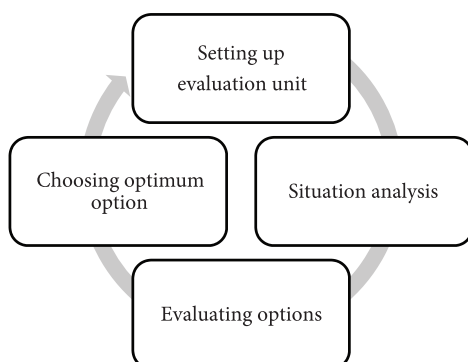 Setting up
evaluation unit
Situation analysis
Evaluating options
Choosing optimum
option